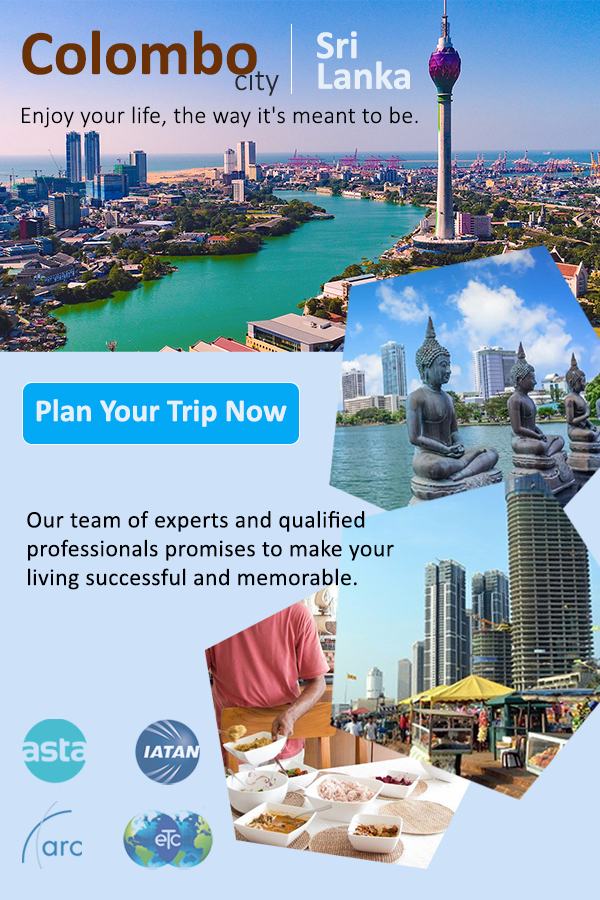 Colombo
city
Sri
Lanka
Enjoy your life, the way it's meant to be.
Plan Your Trip Now
Our team of experts and qualified
professionals promises to make your
living successful and memorable.
asta
IATAN
arc
eTc